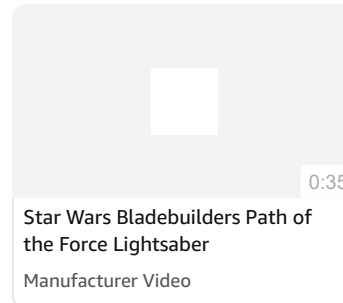 0:35
Star Wars Bladebuilders Path of
the Force Lightsaber
Manufacturer Video